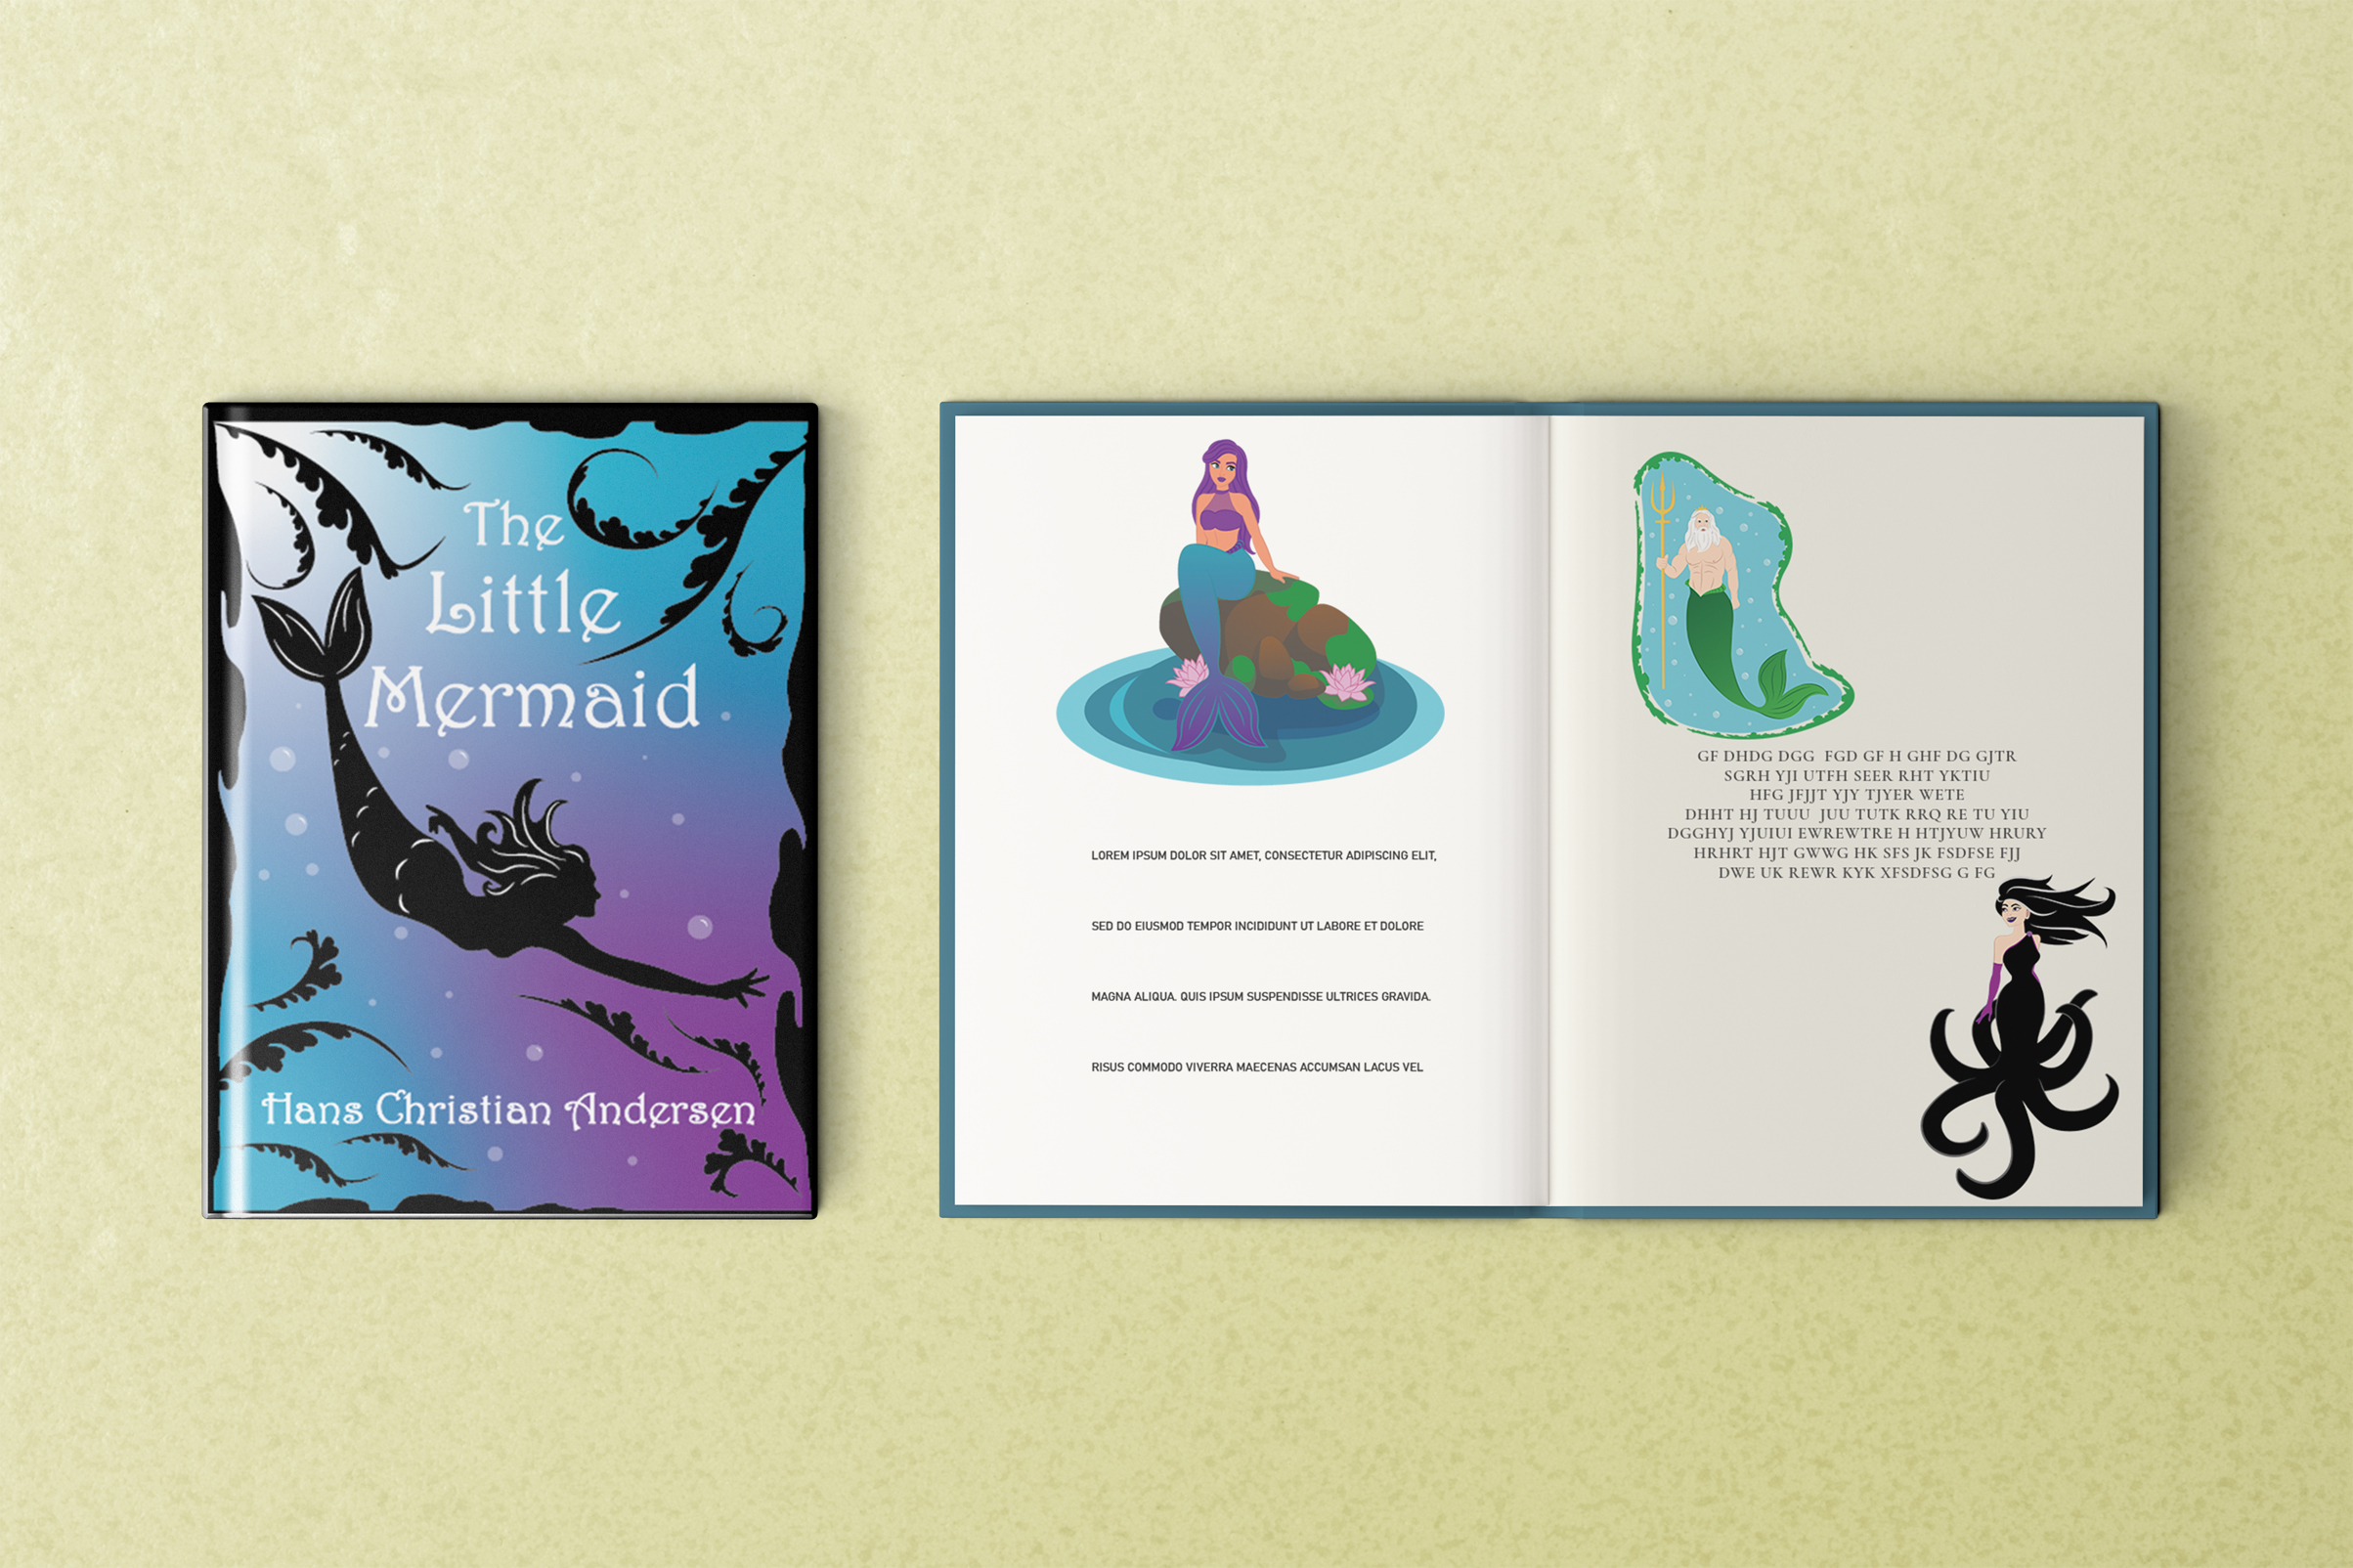 The
Little
Mermaid
Hans Christian Andersen
LOREM IPSUM DOLOR SIT AMET, CONSECTETUR ADIPISCING ELIT,
SED DO EIUSMOD TEMPOR INCIDIDUNT UT LABORE ET DOLORE
MAGNA ALIQUA. QUIS IPSUM SUSPENDISSE ULTRICES GRAVIDA.
RISUS COMMODO VIVERRA MAECENAS ACCUMSAN LACUS VEL
GF DHDG DGG FGD GF H GHF DG GJTR
SGRH YJI UTFH SEER RHT YKTIU
HFG JFJJT YJY TJYER WETE
DHHT HJ TUUU JUU TUTK RRQ RE TU YIU
DGGHYJ YJUIUI EWREWTRE H HTJYUW HRURY
HRHRT HJT GWWG HK SFS JK FSDFSE FJJ
DWE UK REWR KYK XFSDFSG G FG